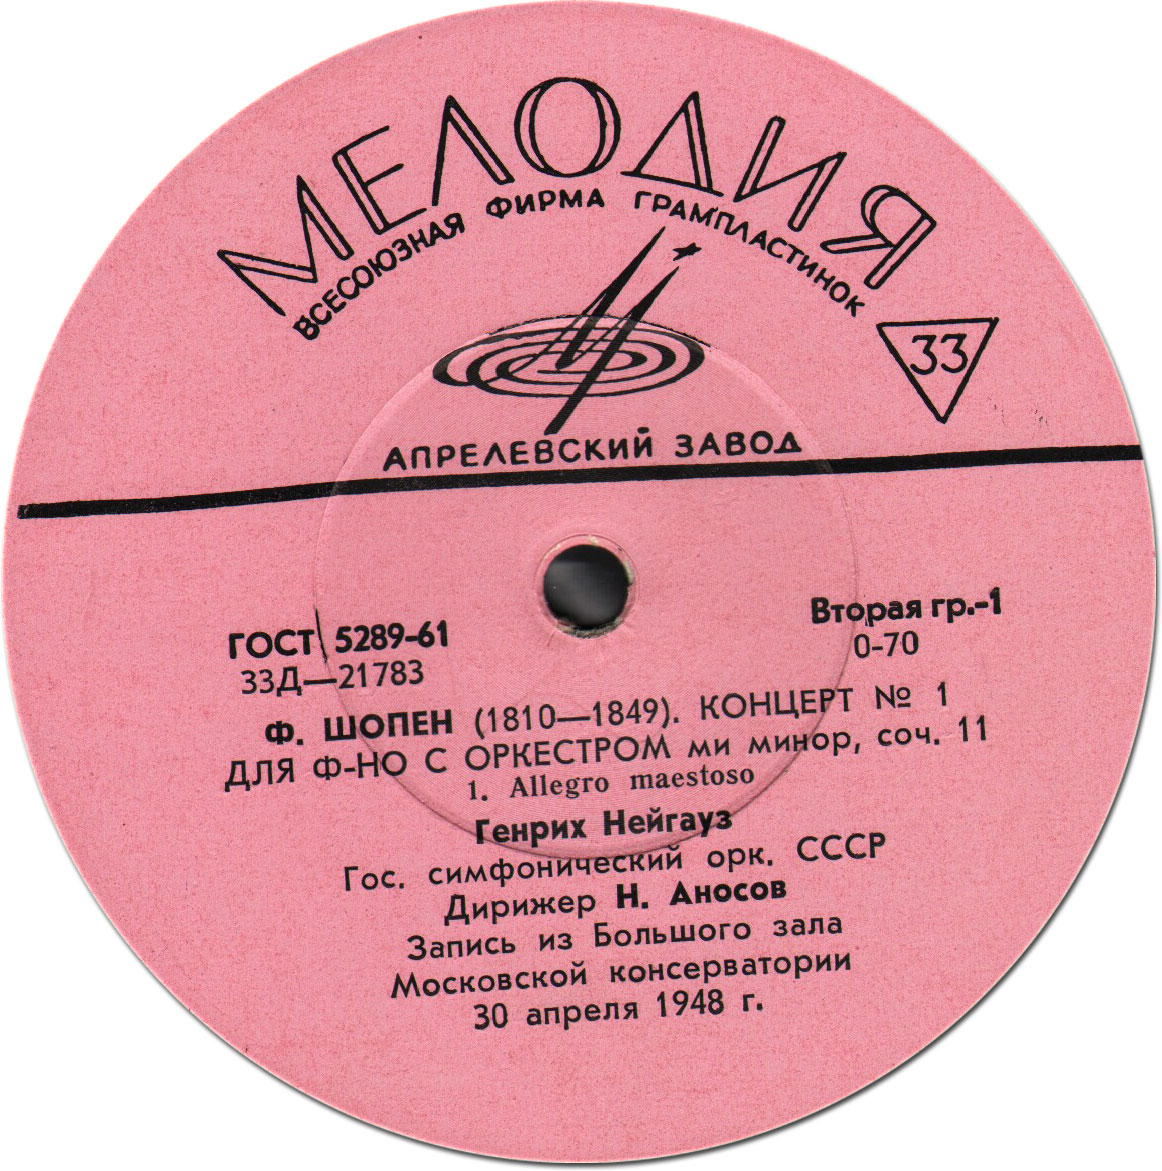 МЕЛОДИЯ
ВСЕСОЮЗНАЯ ФИРМА ГРАМПЛАСТИНОК
33
АПРЕЛЕВСКИЙ ЗАВОД
ГОСТ 5289-61
Вторая гр.-1
33Д—21783
0-70
Ф. ШОПЕН (1810—1849). КОНЦЕРТ № 1
ДЛЯ Ф-НО С ОРКЕСТРОМ ми минор, соч. 11
1. Allegro maestoso
Генрих Нейгауз
Гос. симфонический орк. СССР
Дирижер Н. Аносов
Запись из Большого зала
Московской консерватории
30 апреля 1948 г.